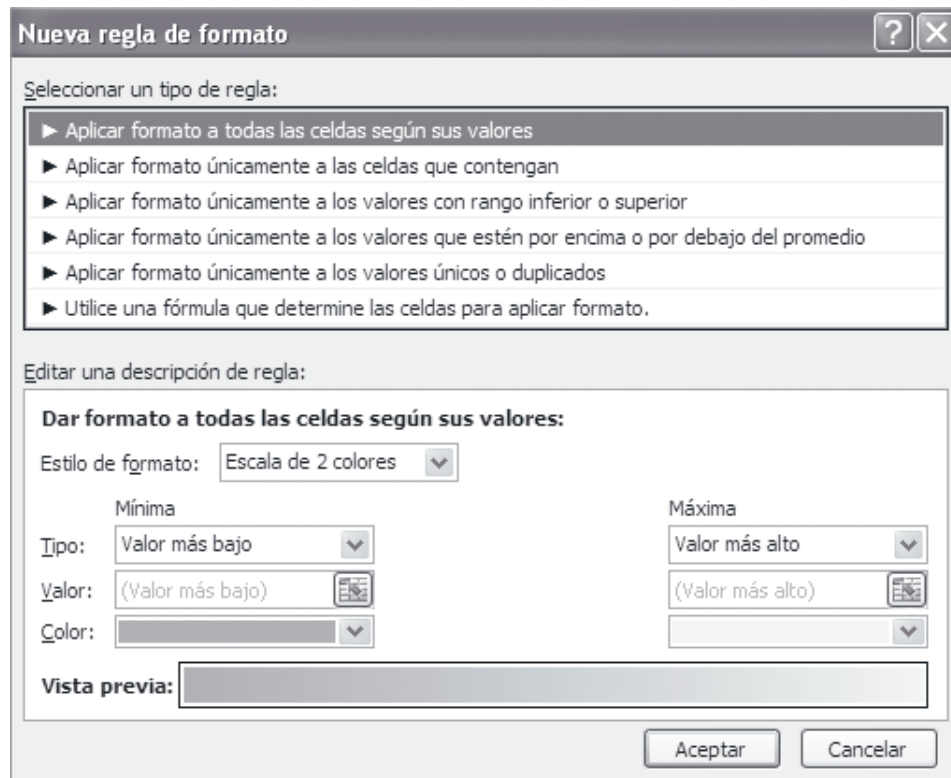 Nueva regla de formato
Seleccionar un tipo de regla:
► Aplicar formato a todas las celdas según sus valores
► Aplicar formato únicamente a las celdas que contengan
► Aplicar formato únicamente a los valores con rango inferior o superior
► Aplicar formato únicamente a los valores que estén por encima o por debajo del promedio
► Aplicar formato únicamente a los valores únicos o duplicados
► Utilice una fórmula que determine las celdas para aplicar formato.
Editar una descripción de regla:
Dar formato a todas las celdas según sus valores:
Estilo de formato: Escala de 2 colores
Mínima Máxima
Tipo: Valor más bajo Valor más alto
Valor: (Valor más bajo) (Valor más alto)
Color:
Vista previa:
Aceptar Cancelar